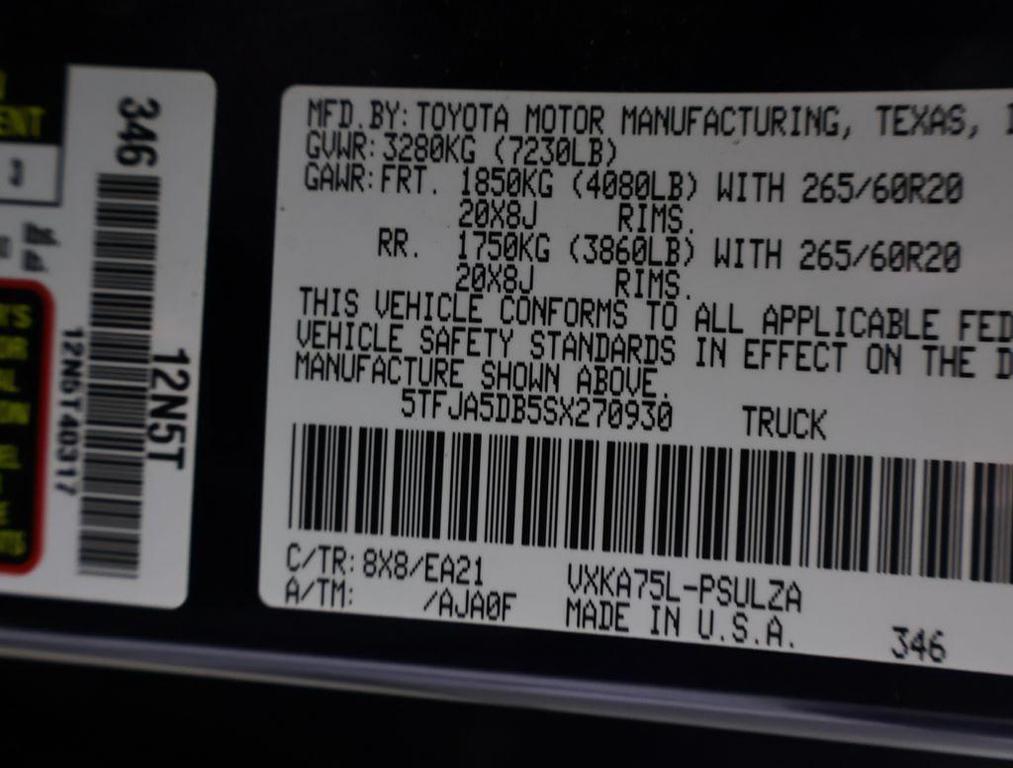 MFD.BY: TOYOTA MOTOR MANUFACTURING, TEXAS, I
GVWR: 3280KG (7230LB)
GAWR: FRT. 1850KG (4080LB) WITH 265/60R20
20X8J RIMS.
RR. 1750KG (3860LB) WITH 265/60R20
20X8J RIMS.
THIS VEHICLE CONFORMS TO ALL APPLICABLE FED
VEHICLE SAFETY STANDARDS IN EFFECT ON THE D
MANUFACTURE SHOWN ABOVE.
5TFJA5DB5SX270930 TRUCK
C/TR: 8X8/EA21 VXKA75L-PSULZA
A/TM: /AJA0F MADE IN U.S.A. 346
346
12N5T
12N5T40317
ENT
3